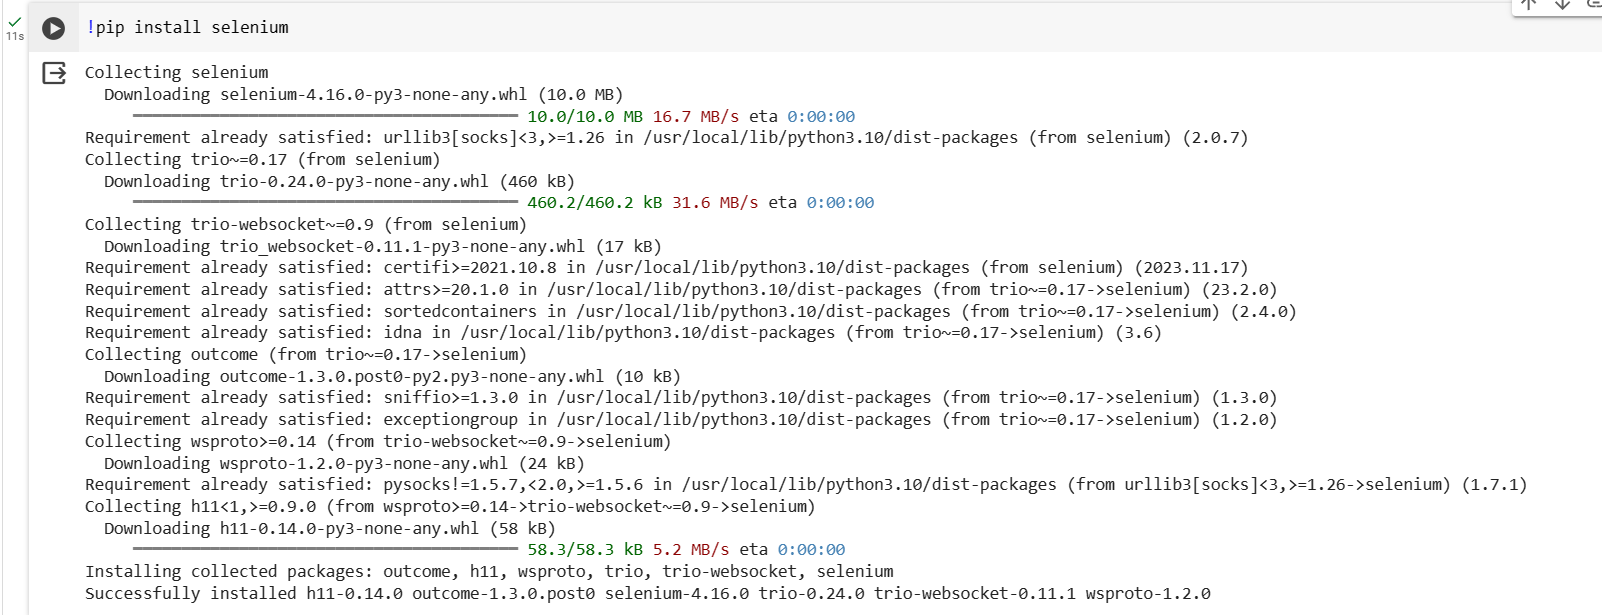 !pip install selenium
11s
Collecting selenium
Downloading selenium-4.16.0-py3-none-any.whl (10.0 MB)
10.0/10.0 MB 16.7 MB/s eta 0:00:00
Requirement already satisfied: urllib3[socks]<3,>=1.26 in /usr/local/lib/python3.10/dist-packages (from selenium) (2.0.7)
Collecting trio~=0.17 (from selenium)
Downloading trio-0.24.0-py3-none-any.whl (460 kB)
460.2/460.2 kB 31.6 MB/s eta 0:00:00
Collecting trio-websocket~=0.9 (from selenium)
Downloading trio_websocket-0.11.1-py3-none-any.whl (17 kB)
Requirement already satisfied: certifi>=2021.10.8 in /usr/local/lib/python3.10/dist-packages (from selenium) (2023.11.17)
Requirement already satisfied: attrs>=20.1.0 in /usr/local/lib/python3.10/dist-packages (from trio~=0.17->selenium) (23.2.0)
Requirement already satisfied: sortedcontainers in /usr/local/lib/python3.10/dist-packages (from trio~=0.17->selenium) (2.4.0)
Requirement already satisfied: idna in /usr/local/lib/python3.10/dist-packages (from trio~=0.17->selenium) (3.6)
Collecting outcome (from trio~=0.17->selenium)
Downloading outcome-1.3.0.post0-py2.py3-none-any.whl (10 kB)
Requirement already satisfied: sniffio>=1.3.0 in /usr/local/lib/python3.10/dist-packages (from trio~=0.17->selenium) (1.3.0)
Requirement already satisfied: exceptiongroup in /usr/local/lib/python3.10/dist-packages (from trio~=0.17->selenium) (1.2.0)
Collecting wsproto>=0.14 (from trio-websocket~=0.9->selenium)
Downloading wsproto-1.2.0-py3-none-any.whl (24 kB)
Requirement already satisfied: pysocks!=1.5.7,<2.0,>=1.5.6 in /usr/local/lib/python3.10/dist-packages (from urllib3[socks]<3,>=1.26->selenium) (1.7.1)
Collecting h11<1,>=0.9.0 (from wsproto>=0.14->trio-websocket~=0.9->selenium)
Downloading h11-0.14.0-py3-none-any.whl (58 kB)
58.3/58.3 kB 5.2 MB/s eta 0:00:00
Installing collected packages: outcome, h11, wsproto, trio, trio-websocket, selenium
Successfully installed h11-0.14.0 outcome-1.3.0.post0 selenium-4.16.0 trio-0.24.0 trio-websocket-0.11.1 wsproto-1.2.0